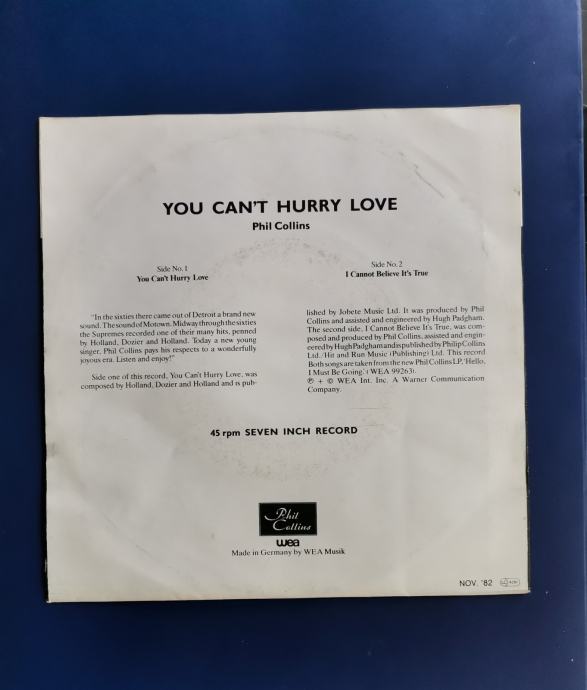 YOU CAN'T HURRY LOVE
Phil Collins
Side No. 1
You Can't Hurry Love
Side No. 2
I Cannot Believe It's True
"In the sixties there came out of Detroit a brand new
sound. The sound of Motown. Midway through the sixties
the Supremes recorded one of their many hits, penned
by Holland, Dozier and Holland. Today a new young
singer, Phil Collins pays his respects to a wonderfully
joyous era. Listen and enjoy!"
Side one of this record, You Can't Hurry Love, was
composed by Holland, Dozier and Holland and is pub-
lished by Jobete Music Ltd. It was produced by Phil
Collins and assisted and engineered by Hugh Padgham.
The second side, I Cannot Believe It's True, was com-
posed and produced by Phil Collins, assisted and engin-
eered by Hugh Padgham and is published by Philip Collins
Ltd./Hit and Run Music (Publishing) Ltd. This record
Both songs are taken from the new Phil Collins LP, 'Hello,
I Must Be Going.' (WEA 99263).
℗ + © WEA Int. Inc. A Warner Communication
Company.
45 rpm SEVEN INCH RECORD
Phil
Collins
wea
Made in Germany by WEA Musik
NOV. '82